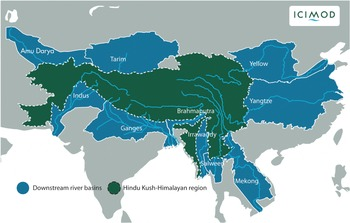 ICIMOD
Amu Darya
Tarim
Yellow
Indus
Yangtze
Brahmaputra
Ganges
Irrawaddy
Salween
Mekong
Downstream river basins
Hindu Kush-Himalayan region